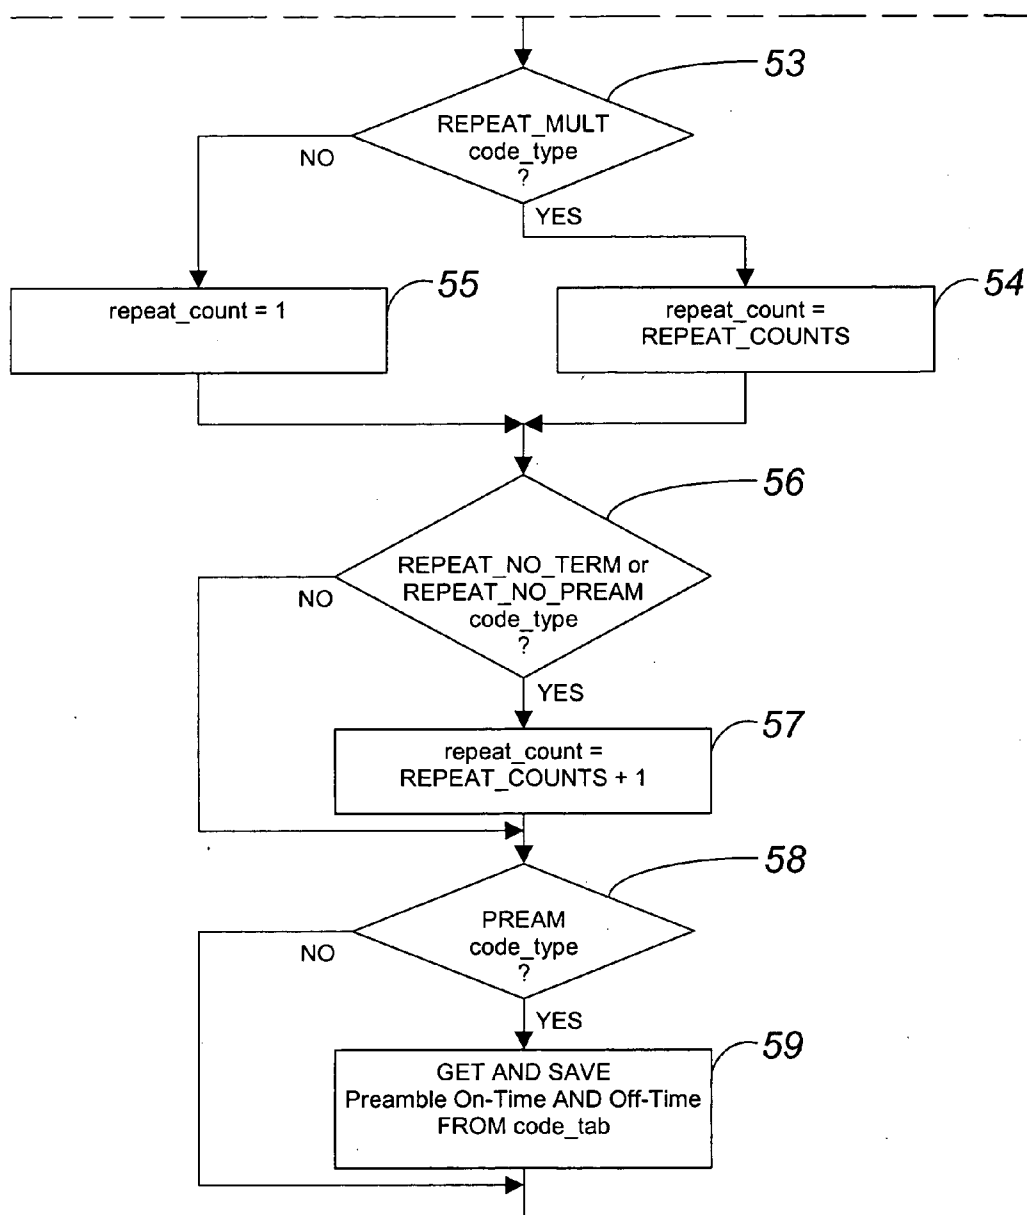 53
REPEAT_MULT
code_type
?
NO
YES
55
repeat_count = 1
54
repeat_count =
REPEAT_COUNTS
56
REPEAT_NO_TERM or
REPEAT_NO_PREAM
code_type
?
NO
YES
57
repeat_count =
REPEAT_COUNTS + 1
58
PREAM
code_type
?
NO
YES
59
GET AND SAVE
Preamble On-Time AND Off-Time
FROM code_tab